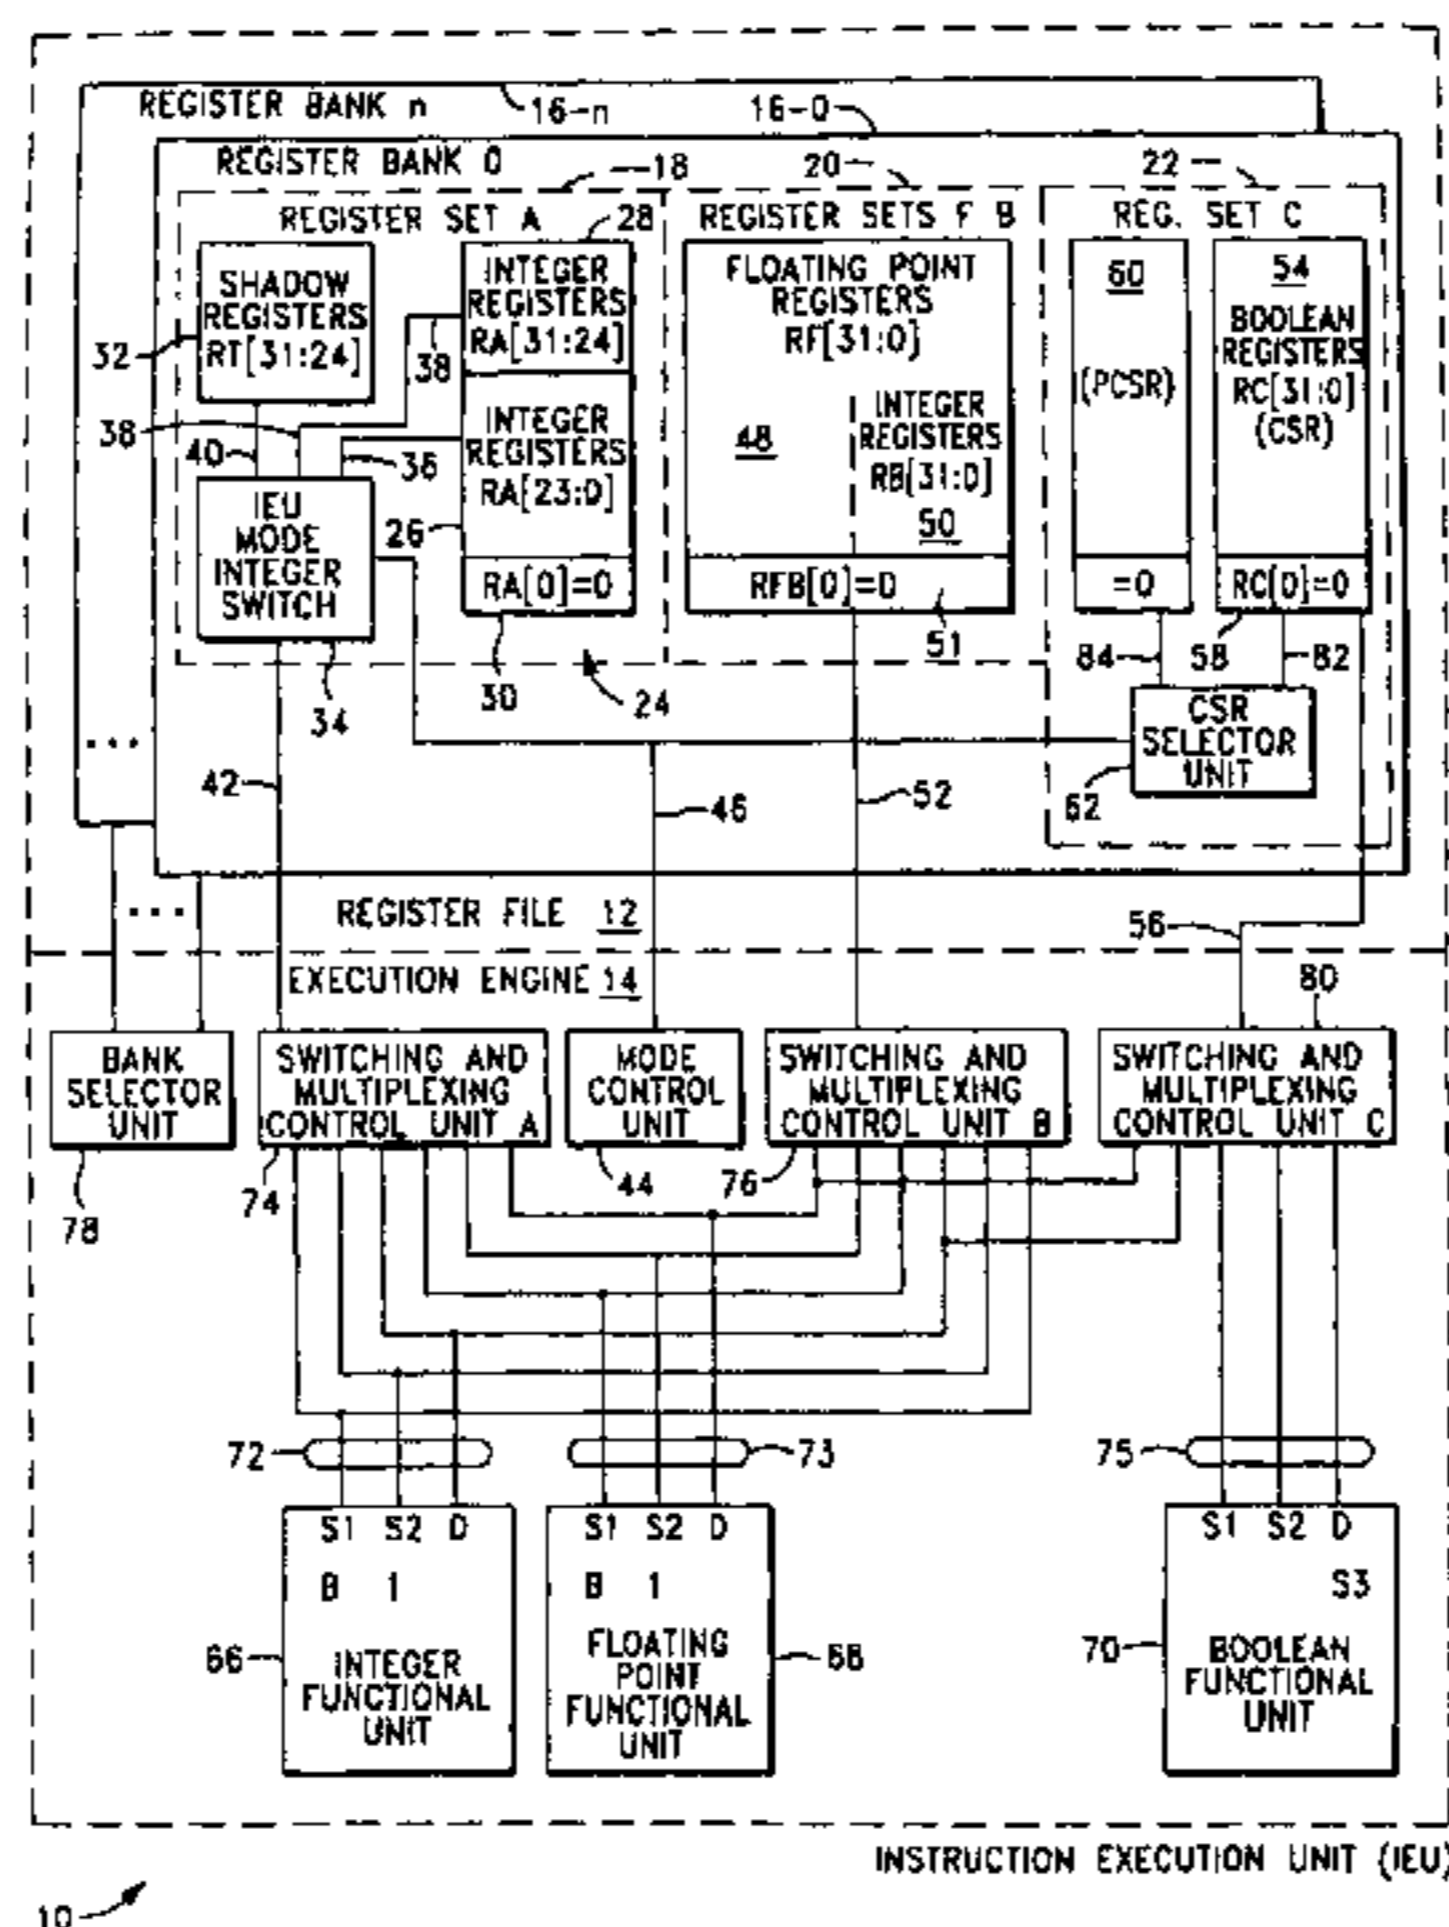 REGISTER BANK n
16-n
16-0
REGISTER BANK 0
18
20
22
REGISTER SET A
28
REGISTER SETS F B
REG. SET C
SHADOW
REGISTERS
RT[31:24]
32
INTEGER
REGISTERS
RA[31:24]
38
FLOATING POINT
REGISTERS
RF[31:0]
60
(PCSR)
54
BOOLEAN
REGISTERS
RC[31:0]
(CSR)
38
40
36
INTEGER
REGISTERS
RA[23:0]
26
48
INTEGER
REGISTERS
RB[31:0]
50
IEU
MODE
INTEGER
SWITCH
RA[0]=0
RFB[0]=0
=0
RC[0]=0
34
30
24
51
84
58
82
CSR
SELECTOR
UNIT
62
...
42
46
52
...
REGISTER FILE 12
56
EXECUTION ENGINE 14
80
BANK
SELECTOR
UNIT
SWITCHING AND
MULTIPLEXING
CONTROL UNIT A
MODE
CONTROL
UNIT
SWITCHING AND
MULTIPLEXING
CONTROL UNIT B
SWITCHING AND
MULTIPLEXING
CONTROL UNIT C
78
74
44
76
72
73
75
S1 S2 D
B 1
INTEGER
FUNCTIONAL
UNIT
66
S1 S2 D
B 1
FLOATING
POINT
FUNCTIONAL
UNIT
68
S1 S2 D
S3
BOOLEAN
FUNCTIONAL
UNIT
70
INSTRUCTION EXECUTION UNIT (IEU)
10